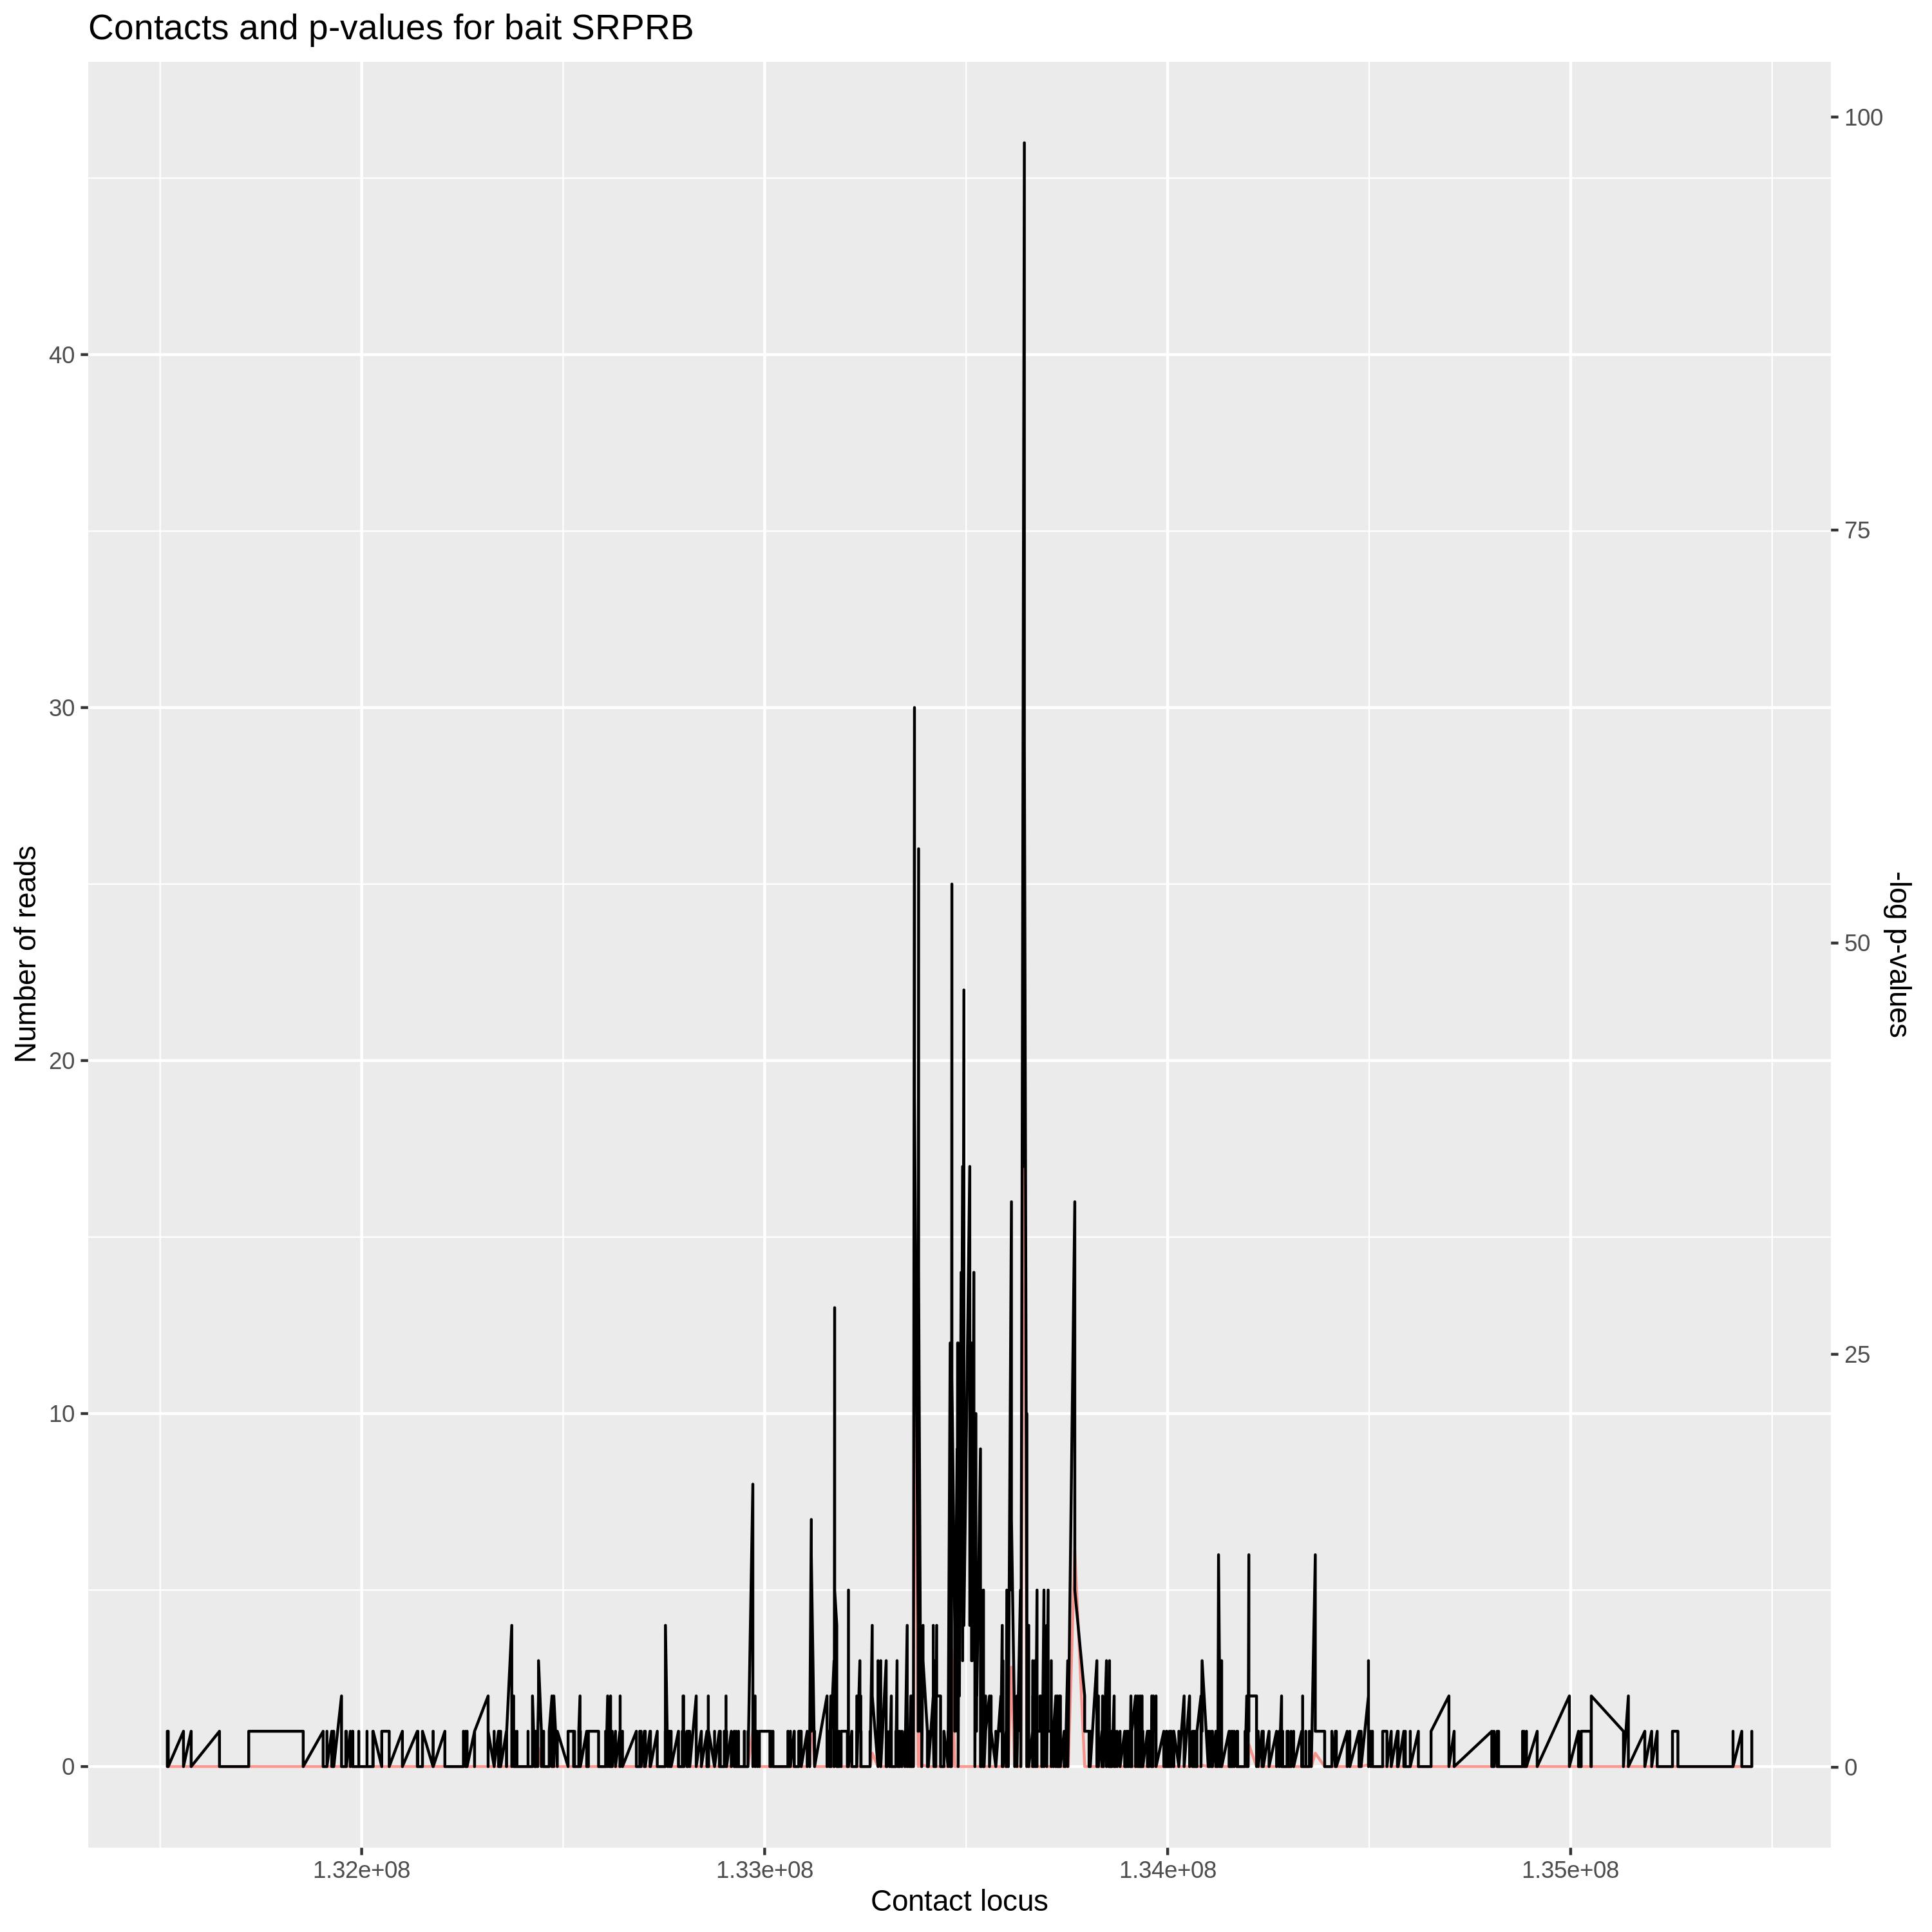 Contacts and p-values for bait SRPRB
Number of reads
40
30
20
10
0
100
75
50
25
0
-log p-values
1.32e+08 1.33e+08 1.34e+08 1.35e+08
Contact locus